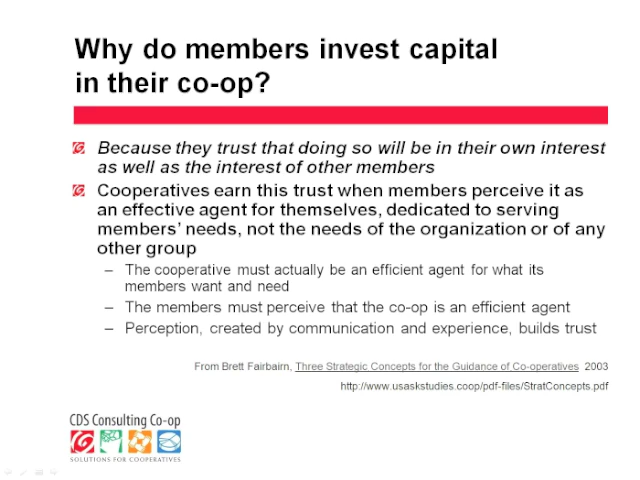 Why do members invest capital
in their co-op?
Because they trust that doing so will be in their own interest
as well as the interest of other members
Cooperatives earn this trust when members perceive it as
an effective agent for themselves, dedicated to serving
members' needs, not the needs of the organization or of any
other group
– The cooperative must actually be an efficient agent for what its
members want and need
– The members must perceive that the co-op is an efficient agent
– Perception, created by communication and experience, builds trust
From Brett Fairbairn, Three Strategic Concepts for the Guidance of Co-operatives 2003
http://www.usaskstudies.coop/pdf-files/StratConcepts.pdf
CDS Consulting Co-op
SOLUTIONS FOR COOPERATIVES